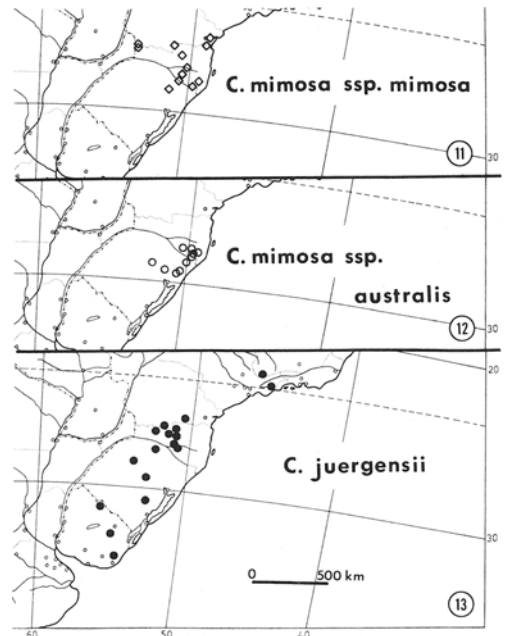 C. mimosa ssp. mimosa
11
30
C. mimosa ssp.
australis
12
30
20
C. juergensii
30
0 500 km
13
60 50 40